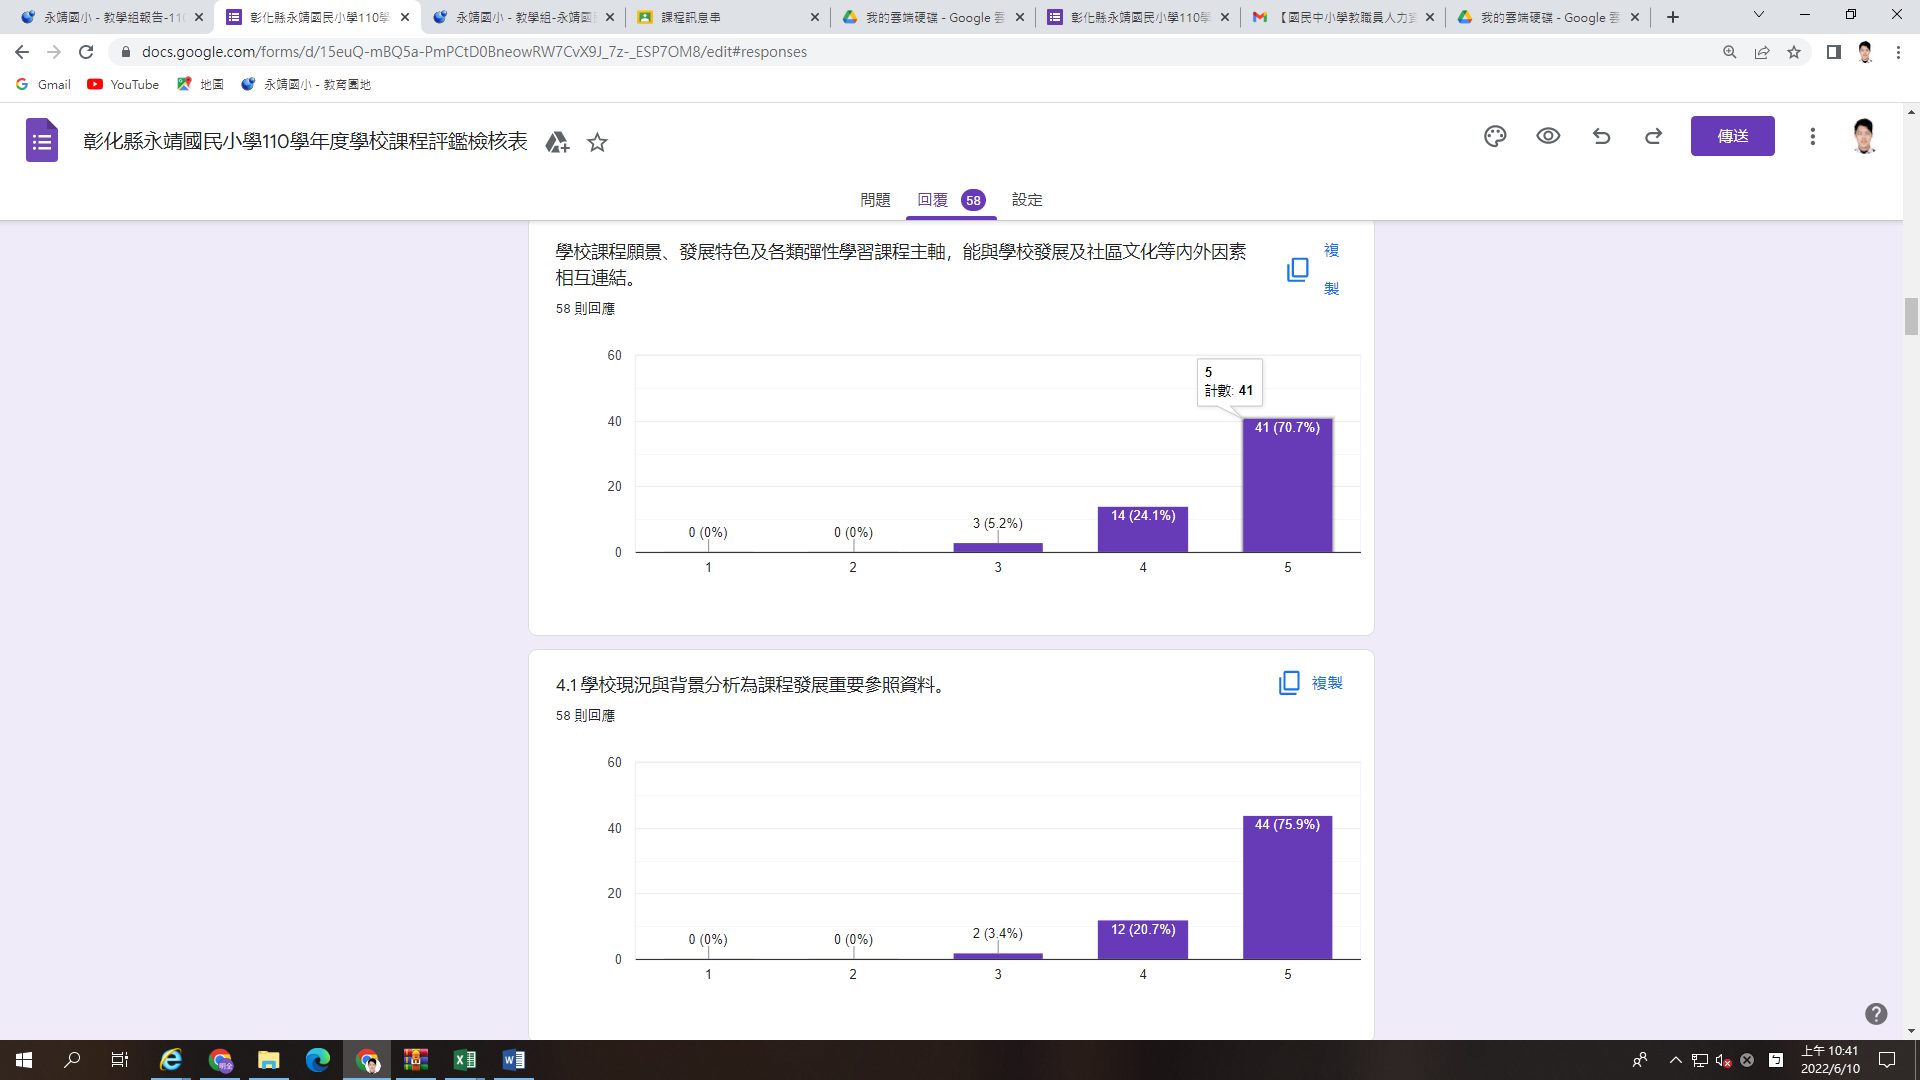 永靖國小 - 教學組報告-110
彰化縣永靖國民小學110學
永靖國小 - 教學組-永靖國
課程訊息串
我的雲端硬碟 - Google 雲
彰化縣永靖國民小學110學
【國民中小學教職員人力資
我的雲端硬碟 - Google 雲
docs.google.com/forms/d/15euQ-mBQ5a-PmPCtD0BneowRW7CvX9J_7z-_ESP7OM8/edit#responses
Gmail YouTube 地圖 永靖國小 - 教育園地
彰化縣永靖國民小學110學年度學校課程評鑑檢核表
傳送
問題 回覆 58 設定
學校課程願景、發展特色及各類彈性學習課程主軸，能與學校發展及社區文化等內外因素
相互連結。
複
製
58 則回應
60
5
計數: 41
40
41 (70.7%)
20
14 (24.1%)
3 (5.2%)
0 (0%) 0 (0%)
0
1 2 3 4 5
4.1 學校現況與背景分析為課程發展重要參照資料。
複製
58 則回應
60
40
44 (75.9%)
20
12 (20.7%)
2 (3.4%)
0 (0%) 0 (0%)
0
1 2 3 4 5
上午 10:41
2022/6/10